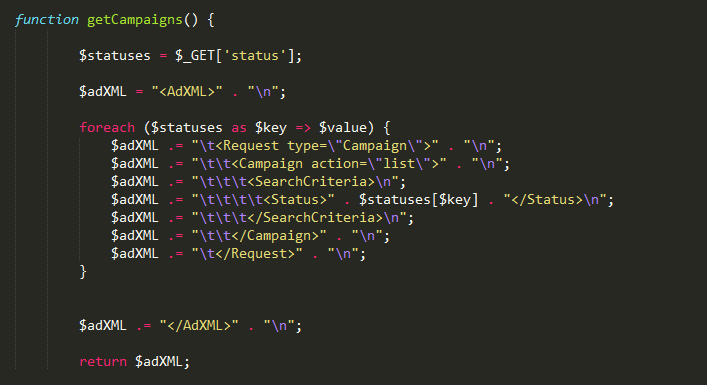 function getCampaigns() {
$statuses = $_GET['status'];
$adXML = "<AdXML>" . "\n";
foreach ($statuses as $key => $value) {
$adXML .= "\t<Request type=\"Campaign\">" . "\n";
$adXML .= "\t\t<Campaign action=\"list\">" . "\n";
$adXML .= "\t\t\t<SearchCriteria>\n";
$adXML .= "\t\t\t\t<Status>" . $statuses[$key] . "</Status>\n";
$adXML .= "\t\t\t</SearchCriteria>\n";
$adXML .= "\t\t</Campaign>" . "\n";
$adXML .= "\t</Request>" . "\n";
}
$adXML .= "</AdXML>" . "\n";
return $adXML;